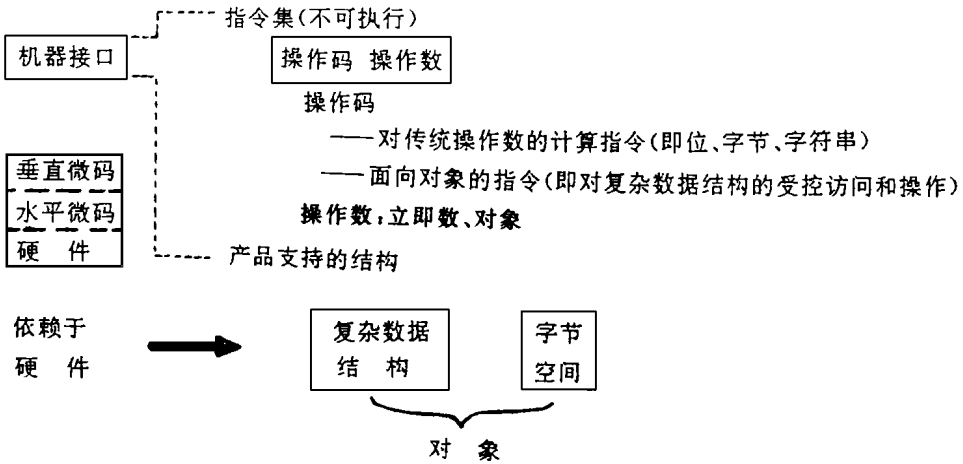 指令集(不可执行)
机器接口
操作码 操作数
操作码
——对传统操作数的计算指令(即位、字节、字符串)
——面向对象的指令(即对复杂数据结构的受控访问和操作)
操作数:立即数、对象
垂直微码
水平微码
硬 件
产品支持的结构
依赖于
硬 件
复杂数据
结 构
字节
空间
对 象